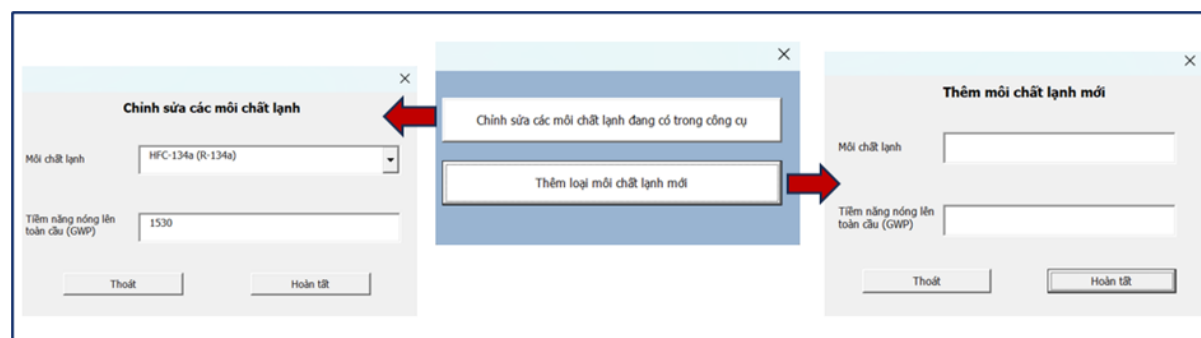 Chỉnh sửa các môi chất lạnh
Môi chất lạnh
HFC-134a (R-134a)
Tiềm năng nóng lên
toàn cầu (GWP)
1530
Thoát
Hoàn tất
Chỉnh sửa các môi chất lạnh đang có trong công cụ
Thêm loại môi chất lạnh mới
Thêm môi chất lạnh mới
Môi chất lạnh
Tiềm năng nóng lên
toàn cầu (GWP)
Thoát
Hoàn tất